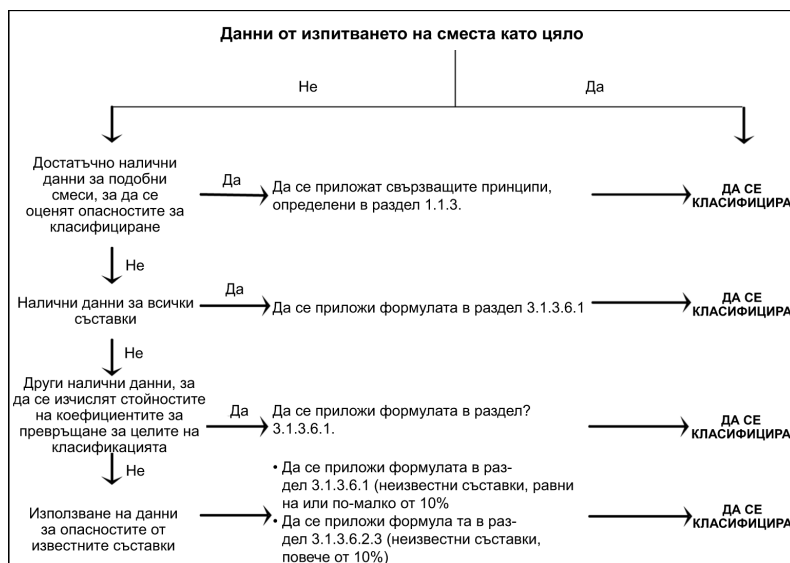 Данни от изпитването на сместа като цяло
Не
Да
Достатъчно налични
данни за подобни
смеси, за да се
оценят опасностите за
класифициране
Да
Да се приложат свързващите принципи,
определени в раздел 1.1.3.
ДА СЕ
КЛАСИФИЦИРА
Не
Налични данни за всички
съставки
Да
Да се приложи формулата в раздел 3.1.3.6.1
ДА СЕ
КЛАСИФИЦИРА
Не
Други налични данни, за
да се изчислят стойностите
на коефициентите за
превръщане за целите на
класификацията
Да
Да се приложи формулата в раздел?
3.1.3.6.1.
ДА СЕ
КЛАСИФИЦИРА
Не
Използване на данни
за опасностите от
известните съставки
• Да се приложи формулата в раз-
дел 3.1.3.6.1 (неизвестни съставки, равни
на или по-малко от 10%
• Да се приложи формула та в раз-
дел 3.1.3.6.2.3 (неизвестни съставки,
повече от 10%)
ДА СЕ
КЛАСИФИЦИРА